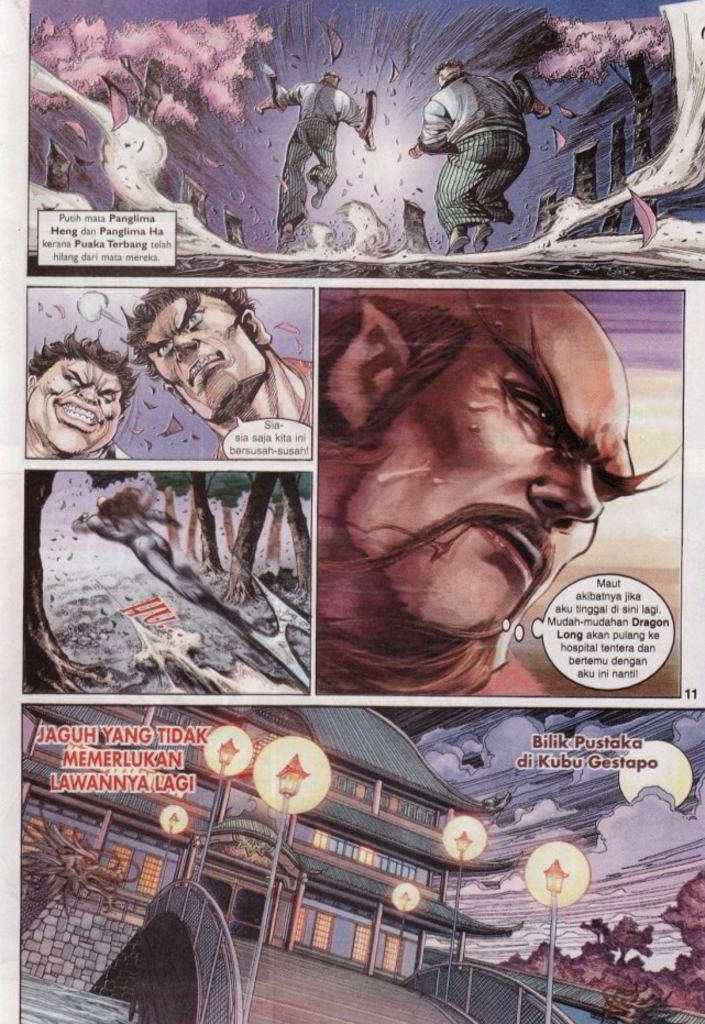 Putih mata Panglima
Heng dan Panglima Ha
kerana Puaka Terbang telah
hilang dari mata mereka.
Sia-
sia saja kita ini
bersusah-susah!
Maut
akibatnya jika
aku tinggal di sini lagi.
Mudah-mudahan Dragon
Long akan pulang ke
hospital tentera dan
bertemu dengan
aku ini nanti!
11
JAGUH YANG TIDAK
MEMERLUKAN
LAWANNYA LAGI
Bilik Pustaka
di Kubu Gestapo